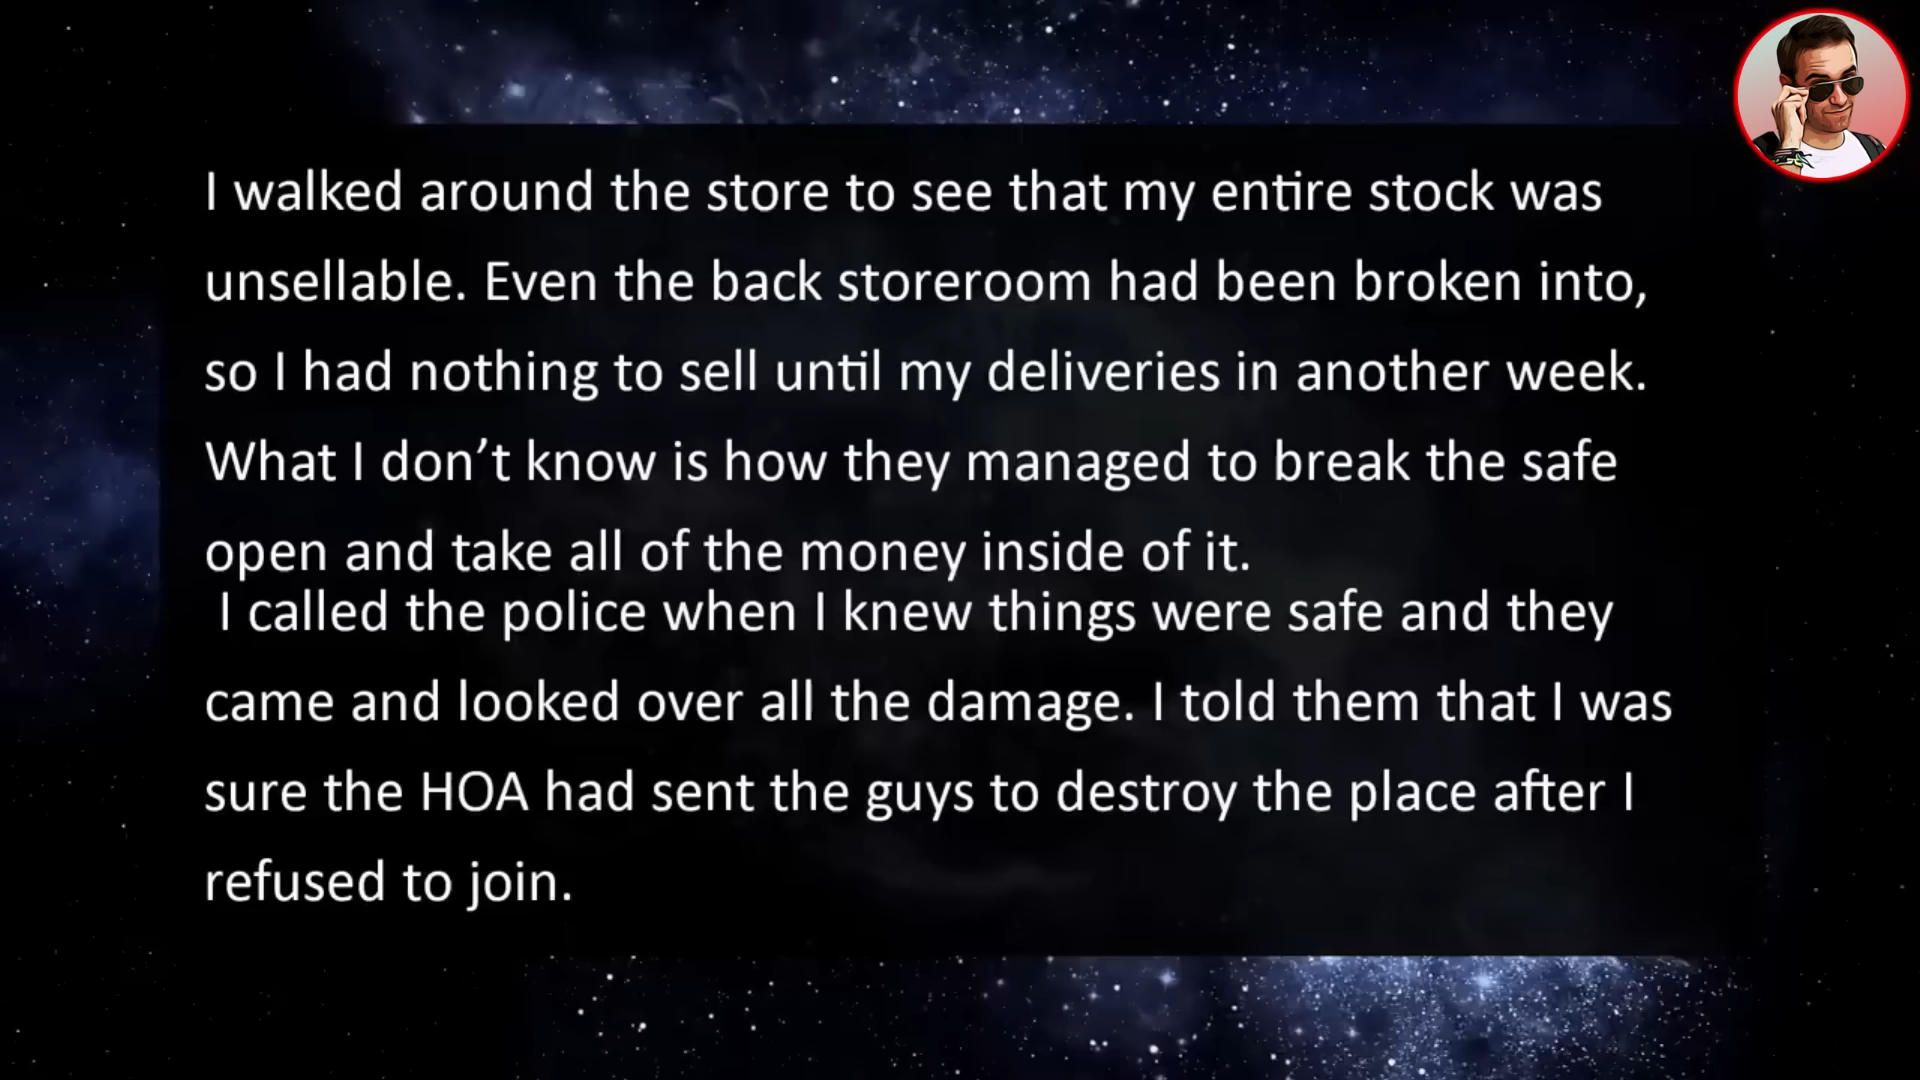 I walked around the store to see that my entire stock was
unsellable. Even the back storeroom had been broken into,
so I had nothing to sell until my deliveries in another week.
What I don’t know is how they managed to break the safe
open and take all of the money inside of it.
I called the police when I knew things were safe and they
came and looked over all the damage. I told them that I was
sure the HOA had sent the guys to destroy the place after I
refused to join.